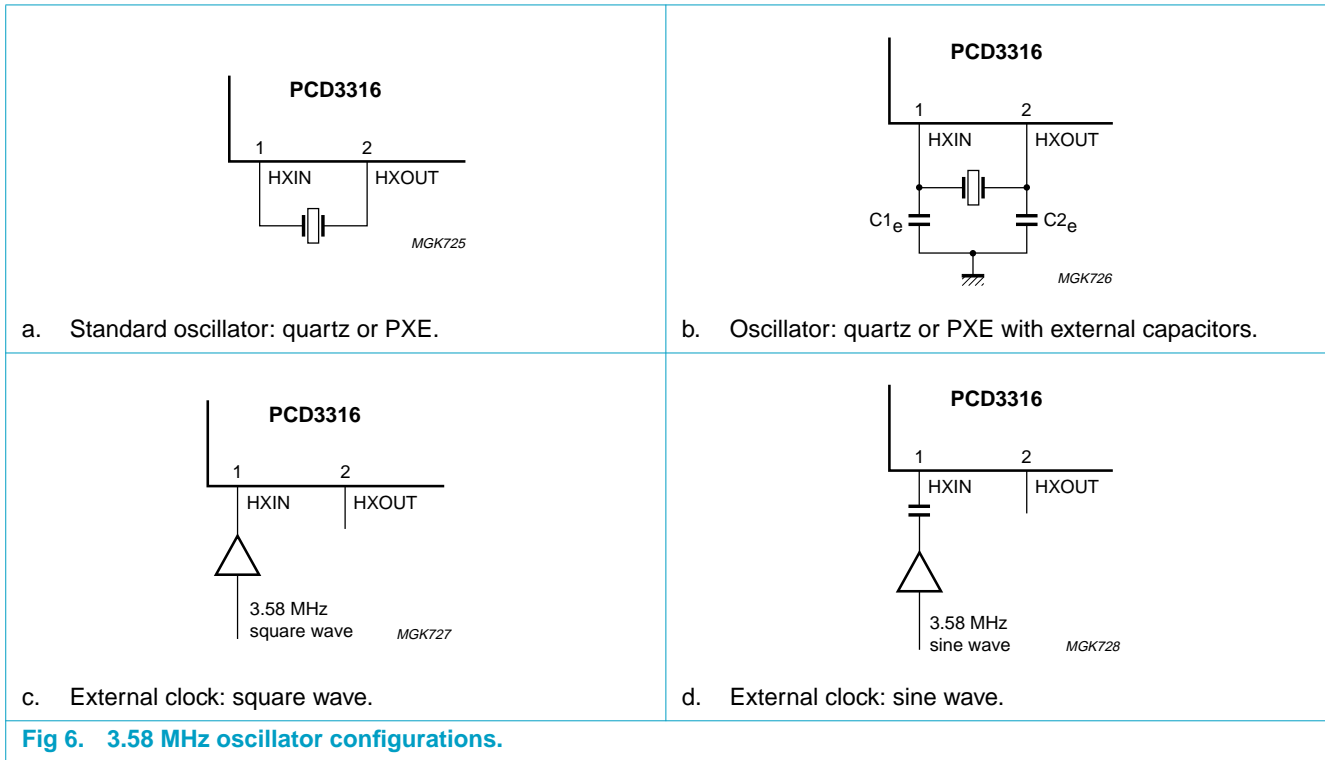 PCD3316
1 2
HXIN HXOUT
MGK725
a. Standard oscillator: quartz or PXE.
PCD3316
1 2
HXIN HXOUT
C1e C2e
MGK726
b. Oscillator: quartz or PXE with external capacitors.
PCD3316
1 2
HXIN HXOUT
3.58 MHz
square wave MGK727
c. External clock: square wave.
PCD3316
1 2
HXIN HXOUT
3.58 MHz
sine wave MGK728
d. External clock: sine wave.
Fig 6. 3.58 MHz oscillator configurations.